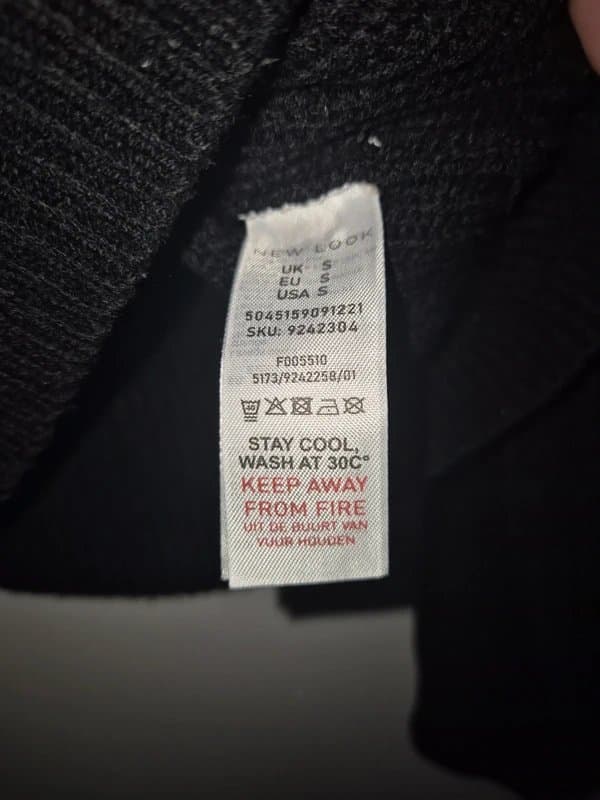 NEW LOOK
UK S
EU S
USA S
5045159091221
SKU: 9242304
F005510
5173/9242258/01
STAY COOL,
WASH AT 30C°
KEEP AWAY
FROM FIRE
UIT DE BUURT VAN
VUUR HOUDEN